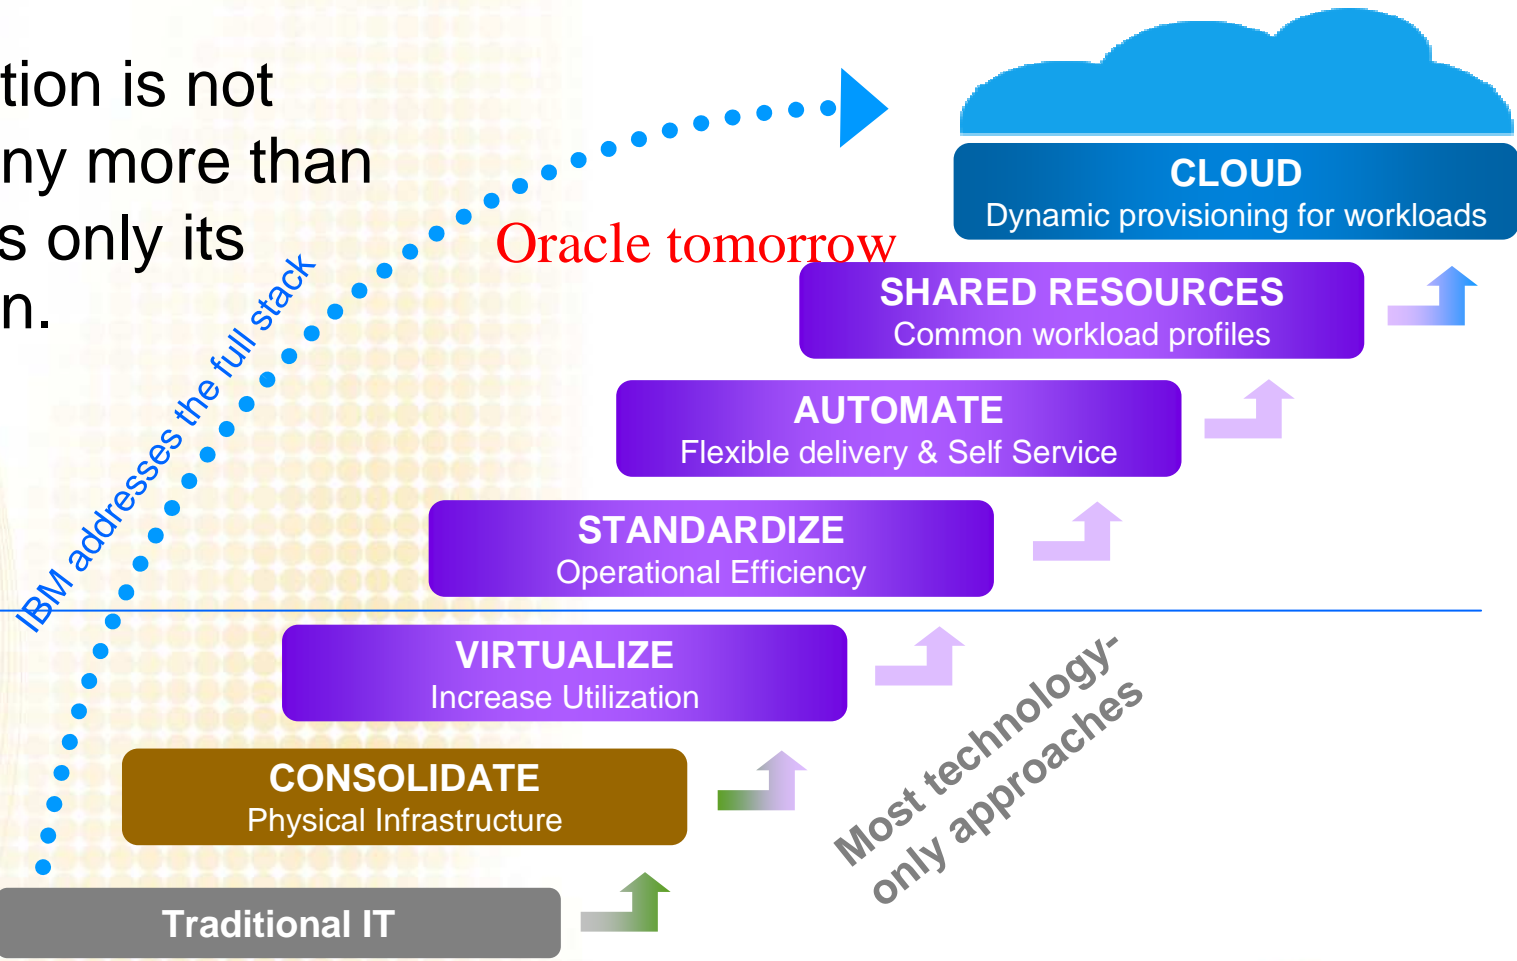 tion is not
ny more than
s only its
n.
IBM addresses the full stack
Oracle tomorrow
CLOUD
Dynamic provisioning for workloads
SHARED RESOURCES
Common workload profiles
AUTOMATE
Flexible delivery & Self Service
STANDARDIZE
Operational Efficiency
VIRTUALIZE
Increase Utilization
Most technology-
only approaches
CONSOLIDATE
Physical Infrastructure
Traditional IT